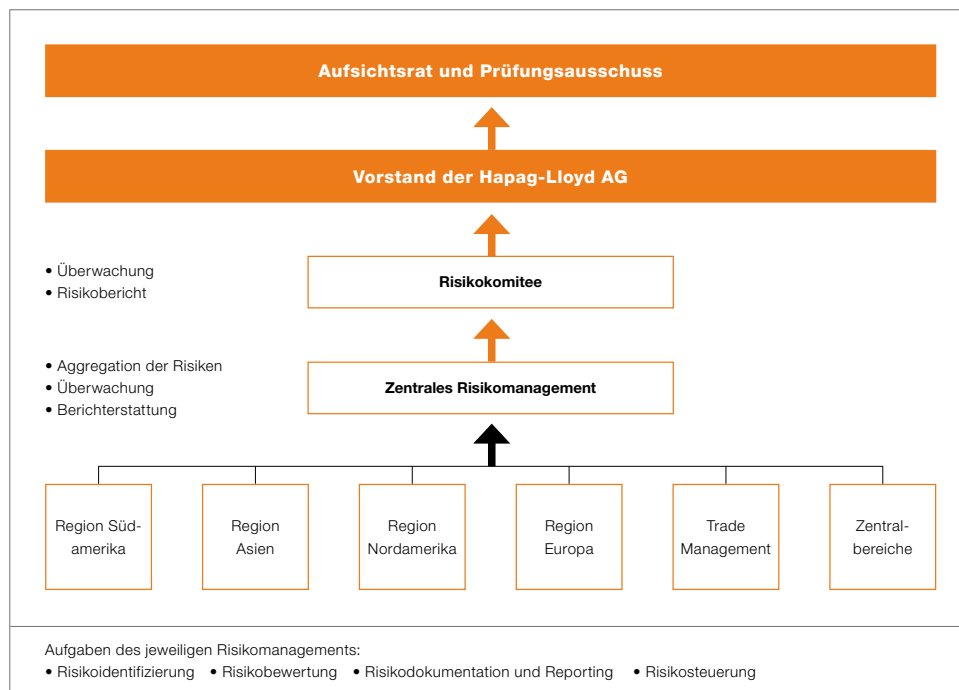 Aufsichtsrat und Prüfungsausschuss
Vorstand der Hapag-Lloyd AG
• Überwachung
• Risikobericht
Risikokomitee
• Aggregation der Risiken
• Überwachung
• Berichterstattung
Zentrales Risikomanagement
Region Süd-
amerika
Region
Asien
Region
Nordamerika
Region
Europa
Trade
Management
Zentral-
bereiche
Aufgaben des jeweiligen Risikomanagements:
• Risikoidentifizierung • Risikobewertung • Risikodokumentation und Reporting • Risikosteuerung